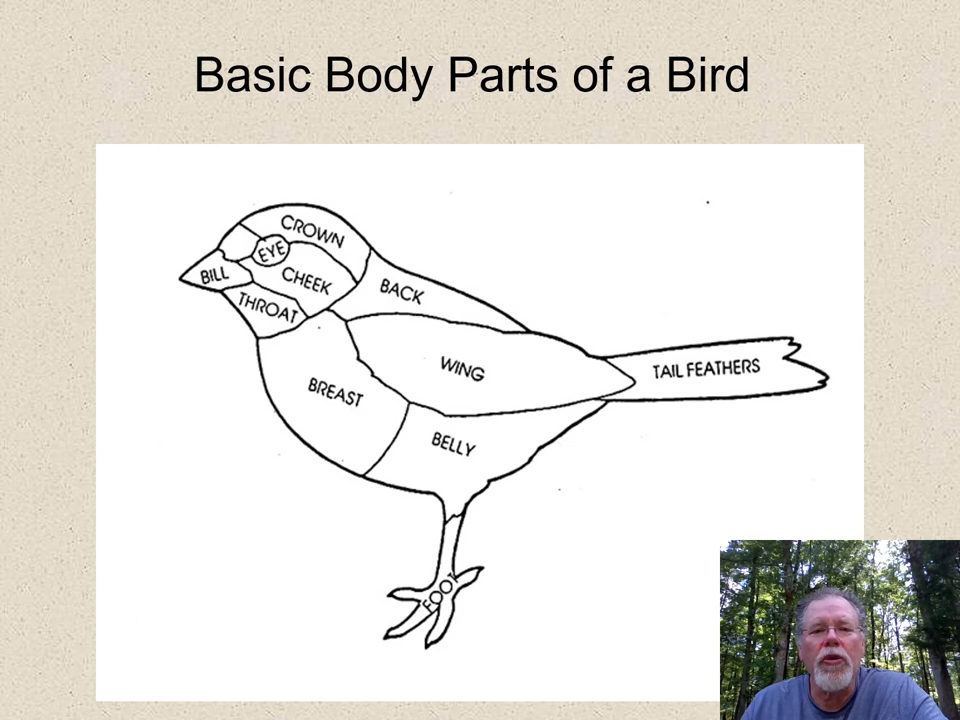 Basic Body Parts of a Bird
CROWN
EYE
BILL
CHEEK
THROAT
BACK
WING
TAIL FEATHERS
BREAST
BELLY
FOOT